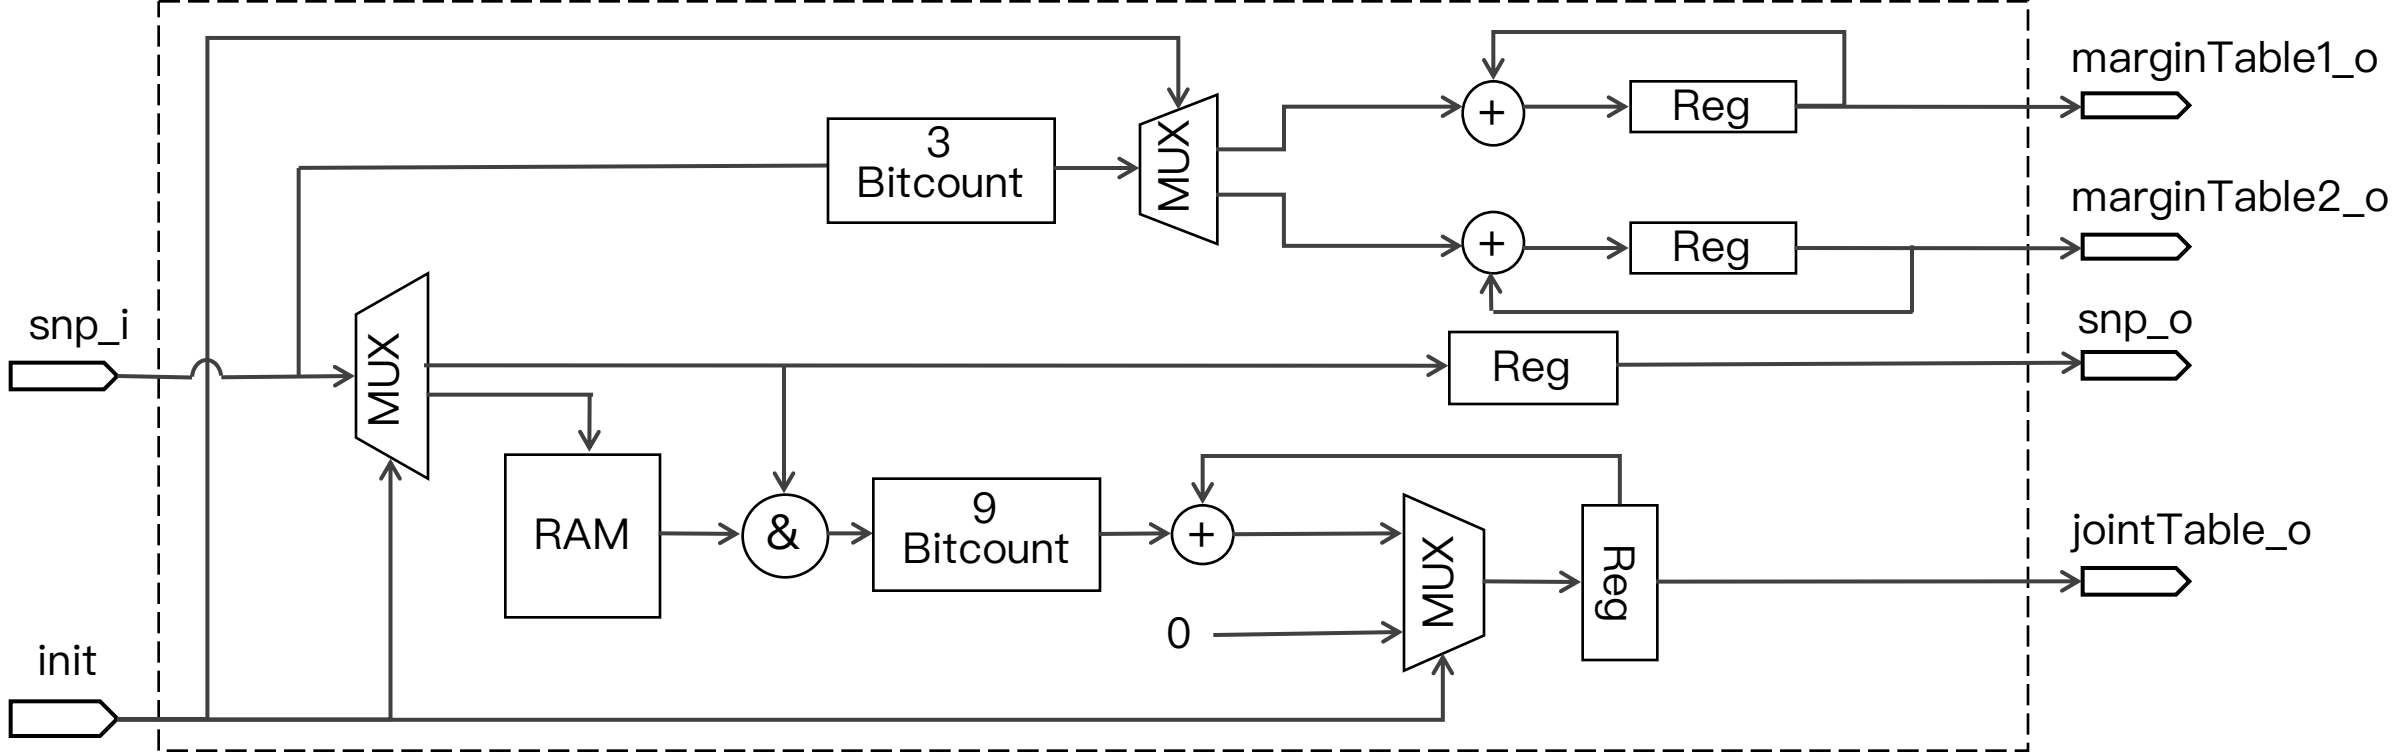 marginTable1_o
+
Reg
3
Bitcount
MUX
marginTable2_o
+
Reg
snp_i
MUX
snp_o
Reg
RAM
&
9
Bitcount
+
MUX
Reg
jointTable_o
0
init